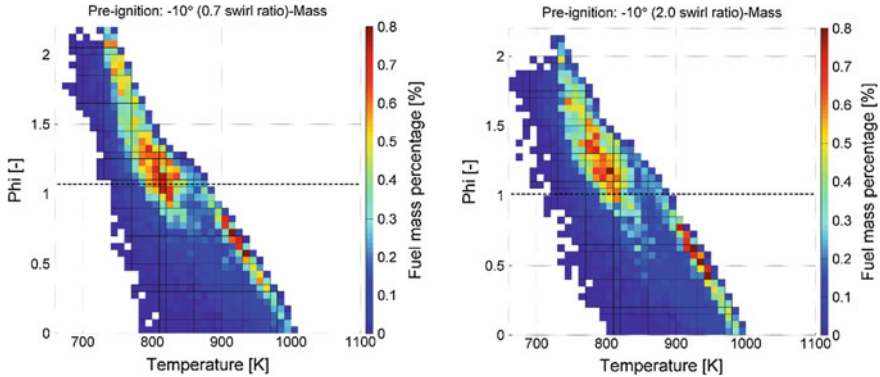 Pre-ignition: -10° (0.7 swirl ratio)-Mass
Phi [-]
2
1.5
1
0.5
0
700 800 900 1000 1100
Temperature [K]
0.8
0.7
0.6
0.5
0.4
0.3
0.2
0.1
0
Fuel mass percentage [%]
Pre-ignition: -10° (2.0 swirl ratio)-Mass
Phi [-]
2
1.5
1
0.5
0
700 800 900 1000 1100
Temperature [K]
0.8
0.7
0.6
0.5
0.4
0.3
0.2
0.1
0
Fuel mass percentage [%]